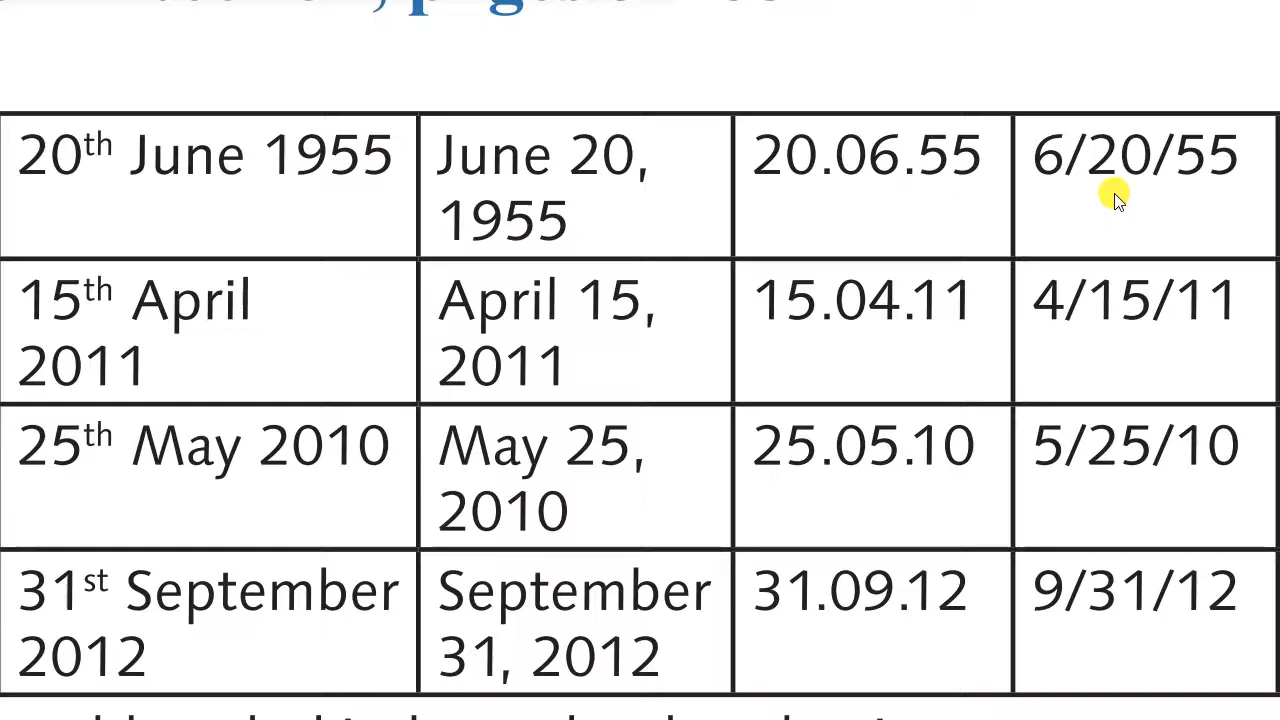 20th June 1955
June 20,
1955
20.06.55
6/20/55
15th April
2011
April 15,
2011
15.04.11
4/15/11
25th May 2010
May 25,
2010
25.05.10
5/25/10
31st September
2012
September
31, 2012
31.09.12
9/31/12